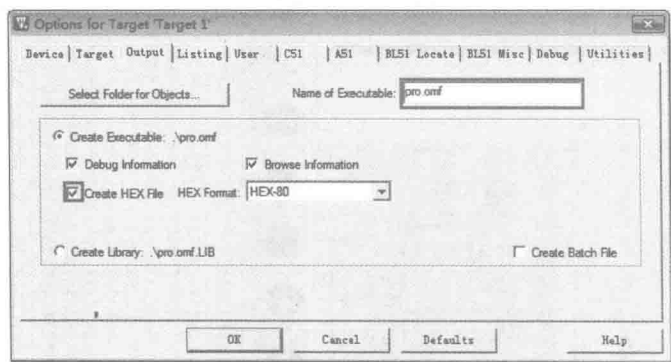 Options for Target 'Target 1'
Device Target Output Listing User C51 A51 BL51 Locate BL51 Misc Debug Utilities
Select Folder for Objects... Name of Executable: pro.omf
Create Executable: .\pro.omf
Debug Information Browse Information
Create HEX File HEX Format: HEX-80
Create Library: .\pro.omf.LIB Create Batch File
OK Cancel Defaults Help